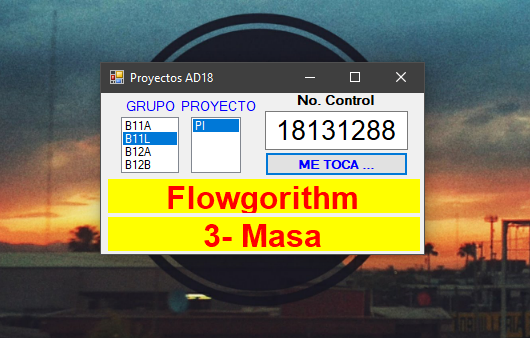 Proyectos AD18
No. Control
GRUPO PROYECTO
B11A
B11L
B12A
B12B
PI
18131288
ME TOCA ...
Flowgorithm
3- Masa